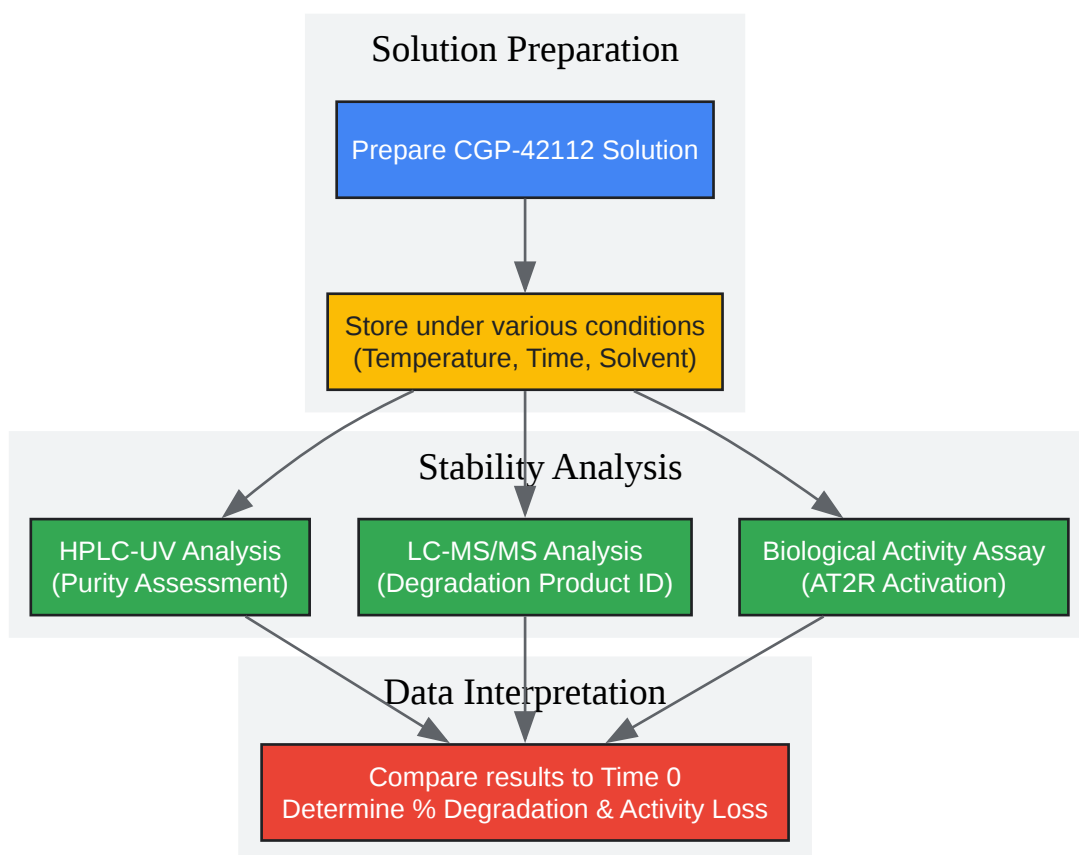 Solution Preparation
Prepare CGP-42112 Solution
Store under various conditions
(Temperature, Time, Solvent)
Stability Analysis
HPLC-UV Analysis
(Purity Assessment)
LC-MS/MS Analysis
(Degradation Product ID)
Biological Activity Assay
(AT2R Activation)
Data Interpretation
Compare results to Time 0
Determine % Degradation & Activity Loss